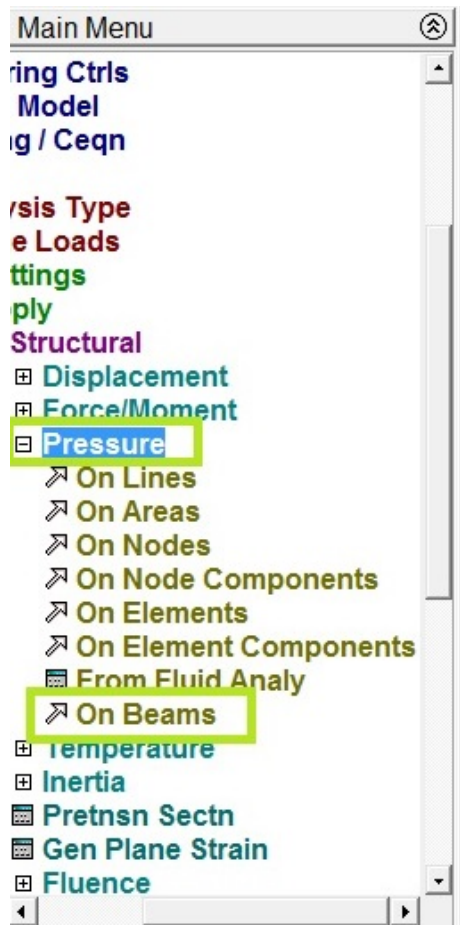 Main Menu
ring Ctrls
Model
ng / Ceqn
ysis Type
e Loads
ttings
ply
Structural
Displacement
Force/Moment
Pressure
On Lines
On Areas
On Nodes
On Node Components
On Elements
On Element Components
From Fluid Analy
On Beams
Temperature
Inertia
Pretnsn Sectn
Gen Plane Strain
Fluence